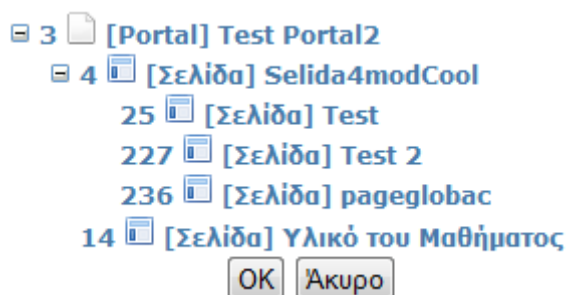 3 [Portal] Test Portal2
4 [Σελίδα] Selida4modCool
25 [Σελίδα] Test
227 [Σελίδα] Test 2
236 [Σελίδα] pageglobac
14 [Σελίδα] Υλικό του Μαθήματος
OK Άκυρο